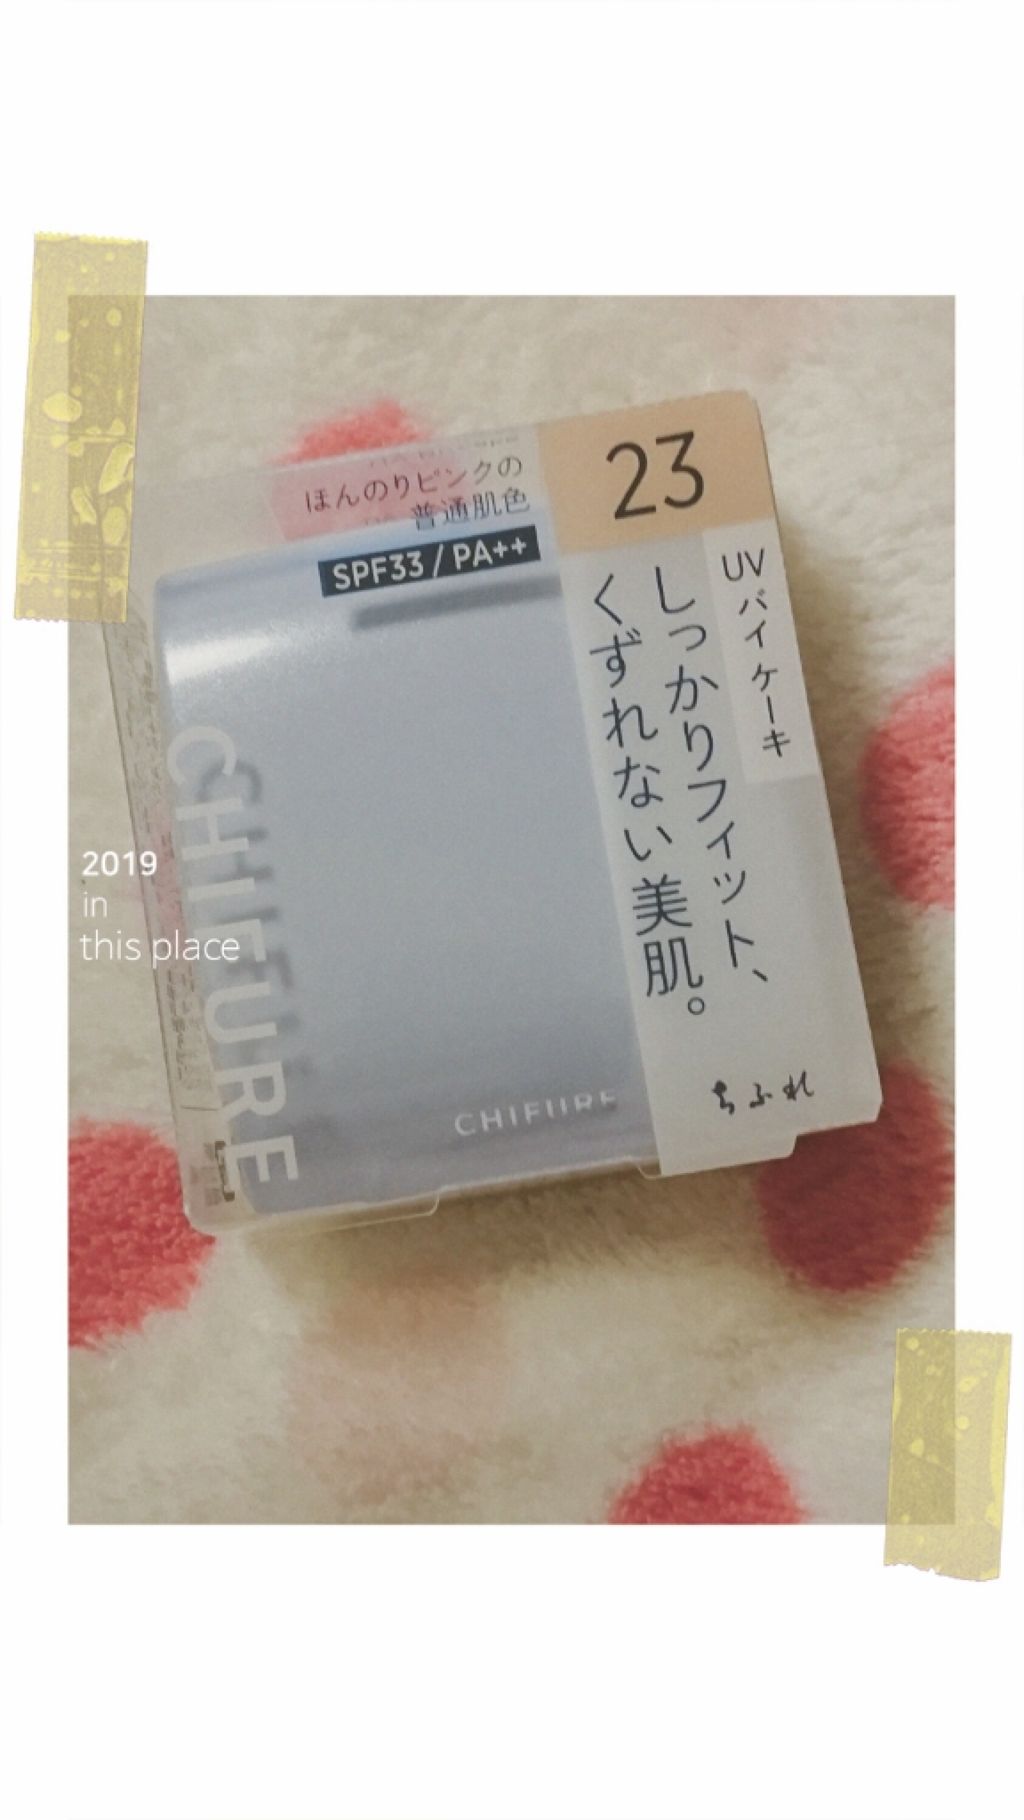 23
ほんのりピンクの
普通肌色
SPF33 / PA++
UV バイ ケーキ
しっかりフィット、
くずれない美肌。
CHIFURE
CHIFURE
ちふれ
2019
in
this place